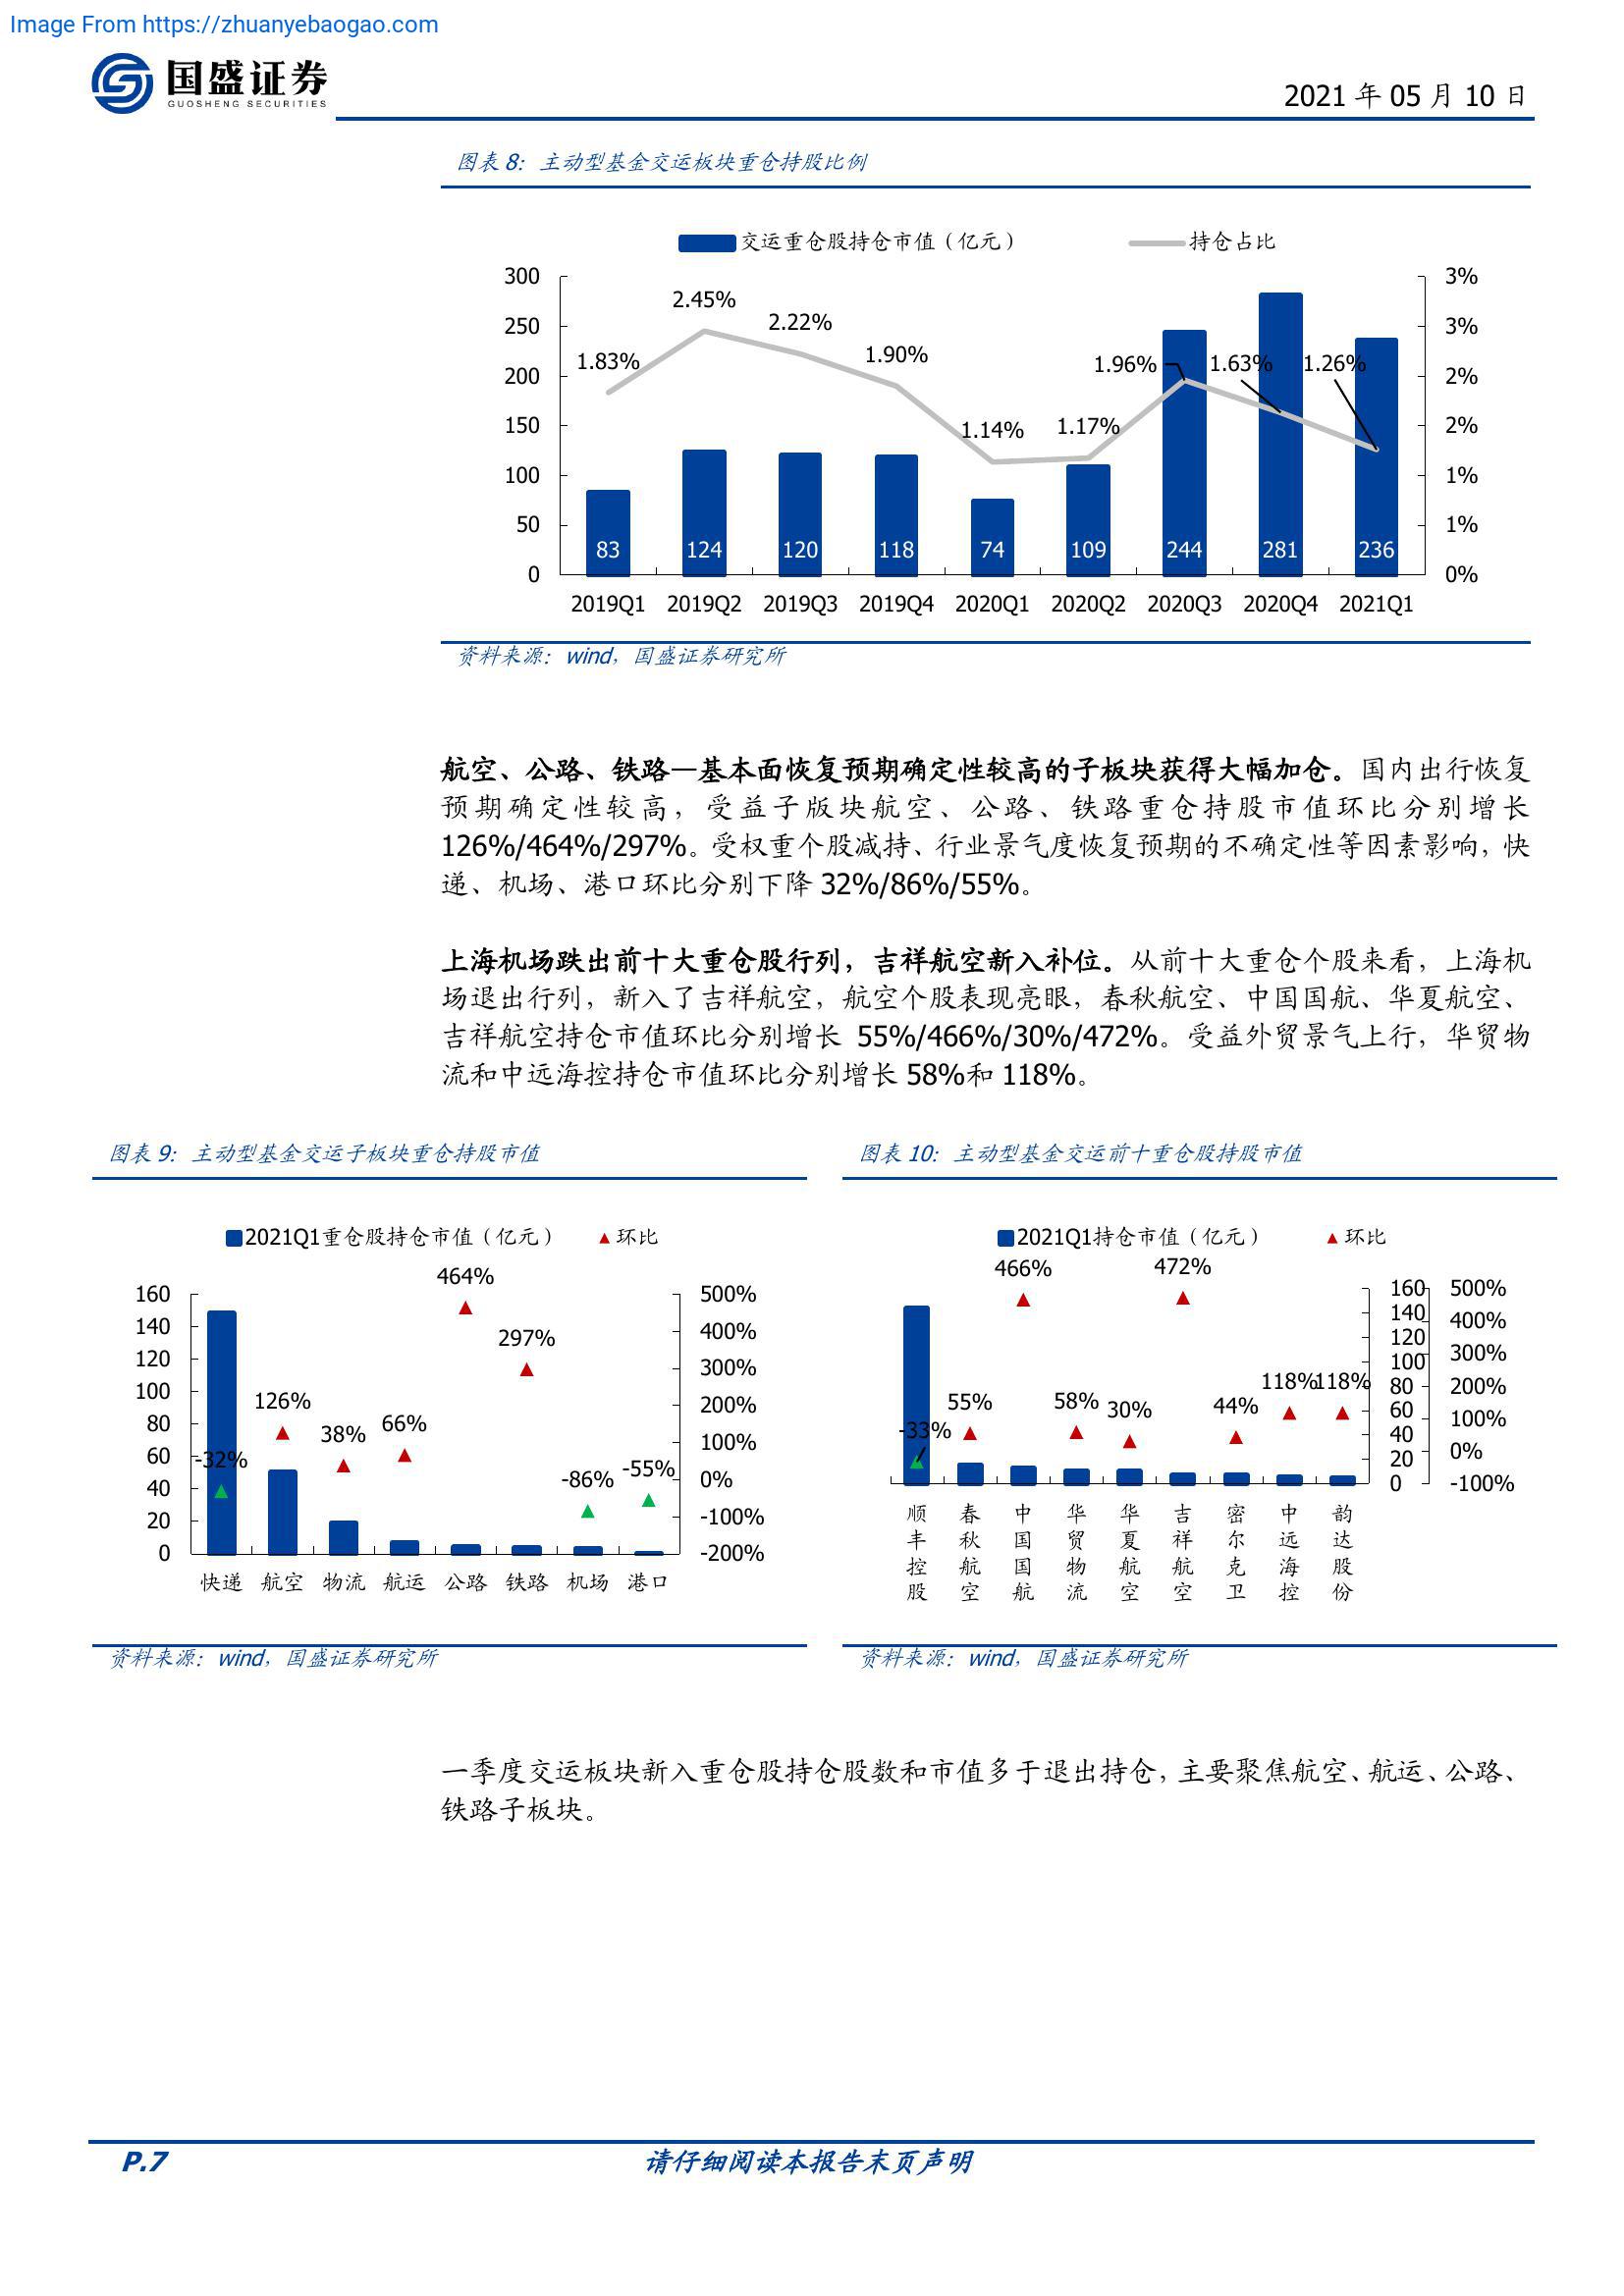 Image From https://zhuanyebaogao.com
国盛证券
GUOSHENG SECURITIES
2021 年 05 月 10 日
图表 8：主动型基金交运板块重仓持股比例
交运重仓股持仓市值（亿元） 持仓占比
300 3%
250 3%
200 2%
150 2%
100 1%
50 1%
0 0%
1.83% 2.45% 2.22% 1.90% 1.14% 1.17% 1.96% 1.63% 1.26%
83 124 120 118 74 109 244 281 236
2019Q1 2019Q2 2019Q3 2019Q4 2020Q1 2020Q2 2020Q3 2020Q4 2021Q1
资料来源：wind，国盛证券研究所
航空、公路、铁路—基本面恢复预期确定性较高的子板块获得大幅加仓。国内出行恢复
预期确定性较高，受益子版块航空、公路、铁路重仓持股市值环比分别增长
126%/464%/297%。受权重个股减持、行业景气度恢复预期的不确定性等因素影响，快
递、机场、港口环比分别下降 32%/86%/55%。
上海机场跌出前十大重仓股行列，吉祥航空新入补位。从前十大重仓个股来看，上海机
场退出行列，新入了吉祥航空，航空个股表现亮眼，春秋航空、中国国航、华夏航空、
吉祥航空持仓市值环比分别增长 55%/466%/30%/472%。受益外贸景气上行，华贸物
流和中远海控持仓市值环比分别增长 58%和 118%。
图表 9：主动型基金交运子板块重仓持股市值
2021Q1重仓股持仓市值（亿元） 环比
160 500%
140 400%
120 300%
100 200%
80 100%
60 0%
40 -100%
20 -200%
0
-32% 126% 38% 66% 464% 297% -86% -55%
快递 航空 物流 航运 公路 铁路 机场 港口
资料来源：wind，国盛证券研究所
图表 10：主动型基金交运前十重仓股持股市值
2021Q1持仓市值（亿元） 环比
160 500%
140 400%
120 300%
100 200%
80 100%
60 0%
40 -100%
20
0
-33% 55% 466% 58% 30% 472% 44% 118% 118%
顺丰控股 春秋航空 中国国航 华贸物流 华夏航空 吉祥航空 密尔克卫 中远海控 韵达股份
资料来源：wind，国盛证券研究所
一季度交运板块新入重仓股持仓股数和市值多于退出持仓，主要聚焦航空、航运、公路、
铁路子板块。
P.7 请仔细阅读本报告末页声明